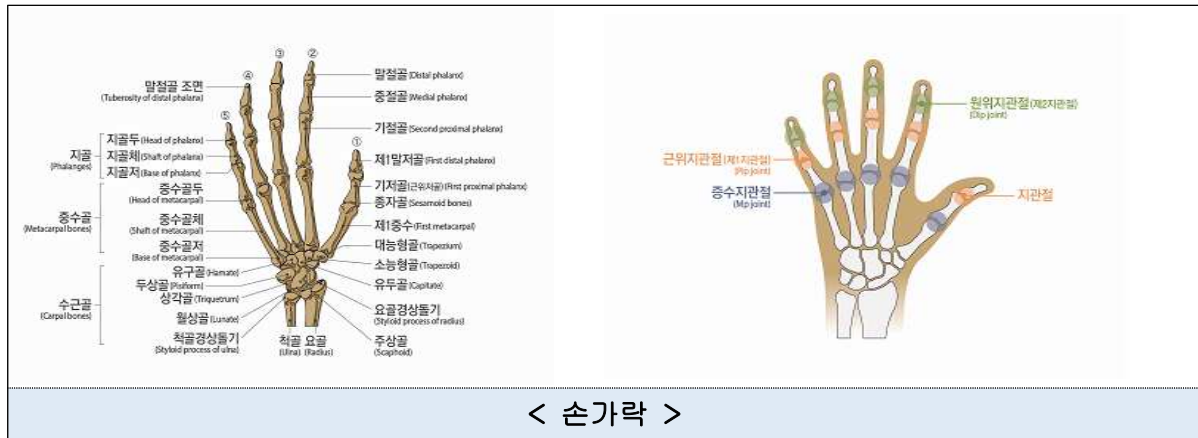 ③
②
④
말절골 조면
(Tuberosity of distal phalanx)
말절골 (Distal phalanx)
중절골 (Medial phalanx)
⑤
기절골 (Second proximal phalanx)
①
지골
(Phalanges)
지골두 (Head of phalanx)
지골체 (Shaft of phalanx)
지골저 (Base of phalanx)
제1말저골 (First distal phalanx)
기저골(근위저골) (First proximal phalanx)
종자골 (Sesamoid bones)
중수골
(Metacarpal bones)
중수골두
(Head of metacarpal)
중수골체
(Shaft of metacarpal)
중수골저
(Base of metacarpal)
제1중수 (First metacarpal)
대능형골 (Trapezium)
소능형골 (Trapezoid)
유두골 (Capitate)
수근골
(Carpal bones)
유구골 (Hamate)
두상골 (Pisiform)
삼각골 (Triquetrum)
월상골 (Lunate)
척골경상돌기
(Styloid process of ulna)
척골
(Ulna)
요골
(Radius)
요골경상돌기
(Styloid process of radius)
주상골
(Scaphoid)
원위지관절(제2지관절)
(Dip joint)
근위지관절(제1지관절)
(Pip joint)
중수지관절
(Mp joint)
지관절
< 손가락 >